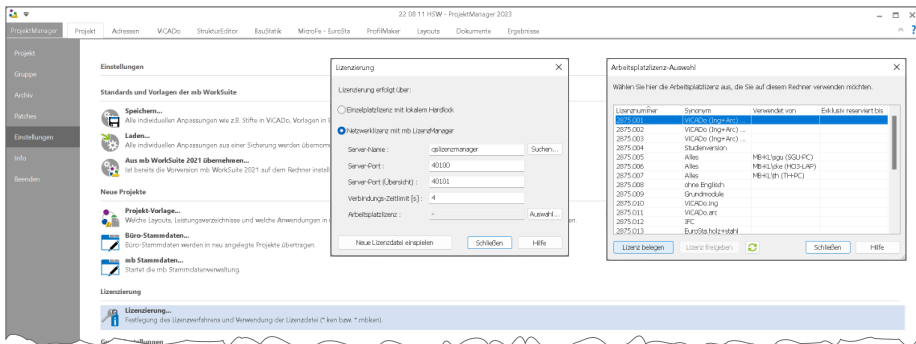 22 08 11 HSW - ProjektManager 2023
ProjektManager Projekt Adressen ViCADo StrukturEditor BauStatik MicroFe - EuroSta ProfilMaker Layouts Dokumente Ergebnisse
Projekt
Gruppe
Archiv
Patches
Einstellungen
Info
Beenden
Einstellungen
Standards und Vorlagen der mb WorkSuite
Speichern...
Alle individuellen Anpassungen wie z.B. Stifte in ViCADo, Vorlagen in
Laden...
Alle individuellen Anpassungen aus einer Sicherung werden übernom
Aus mb WorkSuite 2021 übernehmen...
Ist bereits die Vorversion mb WorkSuite 2021 auf dem Rechner install
Neue Projekte
Projekt-Vorlage...
Welche Layouts, Leistungsverzeichnisse und welche Anwendungen in
en.
Büro-Stammdaten...
Büro-Stammdaten werden in neu angelegte Projekte übertragen.
mb Stammdaten...
Startet die mb Stammdatenverwaltung.
Lizenzierung
Lizenzierung...
Festlegung des Lizenzverfahrens und Verwendung der Lizenzdatei (*.ken bzw. *.mbken).
Lizenzierung
Lizenzierung erfolgt über:
Einzelplatzlizenz mit lokalem Hardlock
Netzwerklizenz mit mb LizenzManager
Server-Name : qslizenzmanager Suchen...
Server-Port : 40100
Server-Port (Übersicht) : 40101
Verbindungs-Zeitlimit [s] : 4
Arbeitsplatzlizenz : - Auswahl...
Neue Lizenzdatei einspielen Schließen Hilfe
Arbeitsplatzlizenz-Auswahl
Wählen Sie hier die Arbeitsplatzlizenz aus, die Sie auf diesem Rechner verwenden möchten.
Lizenznummer Synonym Verwendet von Exklusiv reserviert bis
2875.001 ViCADo (Ing+Arc) ...
2875.002 ViCADo (Ing+Arc) ...
2875.003 ViCADo (Ing+Arc) ...
2875.004 Studienversion
2875.005 Alles MB-KL\sgu (SGU-PC)
2875.006 Alles MB-KL\ske (HO3-LAP)
2875.007 Alles MB-KL\th (TH-PC)
2875.008 ohne Englisch
2875.009 Grundmodule
2875.010 ViCADo.ing
2875.011 ViCADo.arc
2875.012 IFC
2875.013 EuroSta.holz+stahl
Lizenz belegen Lizenz freigeben Schließen Hilfe